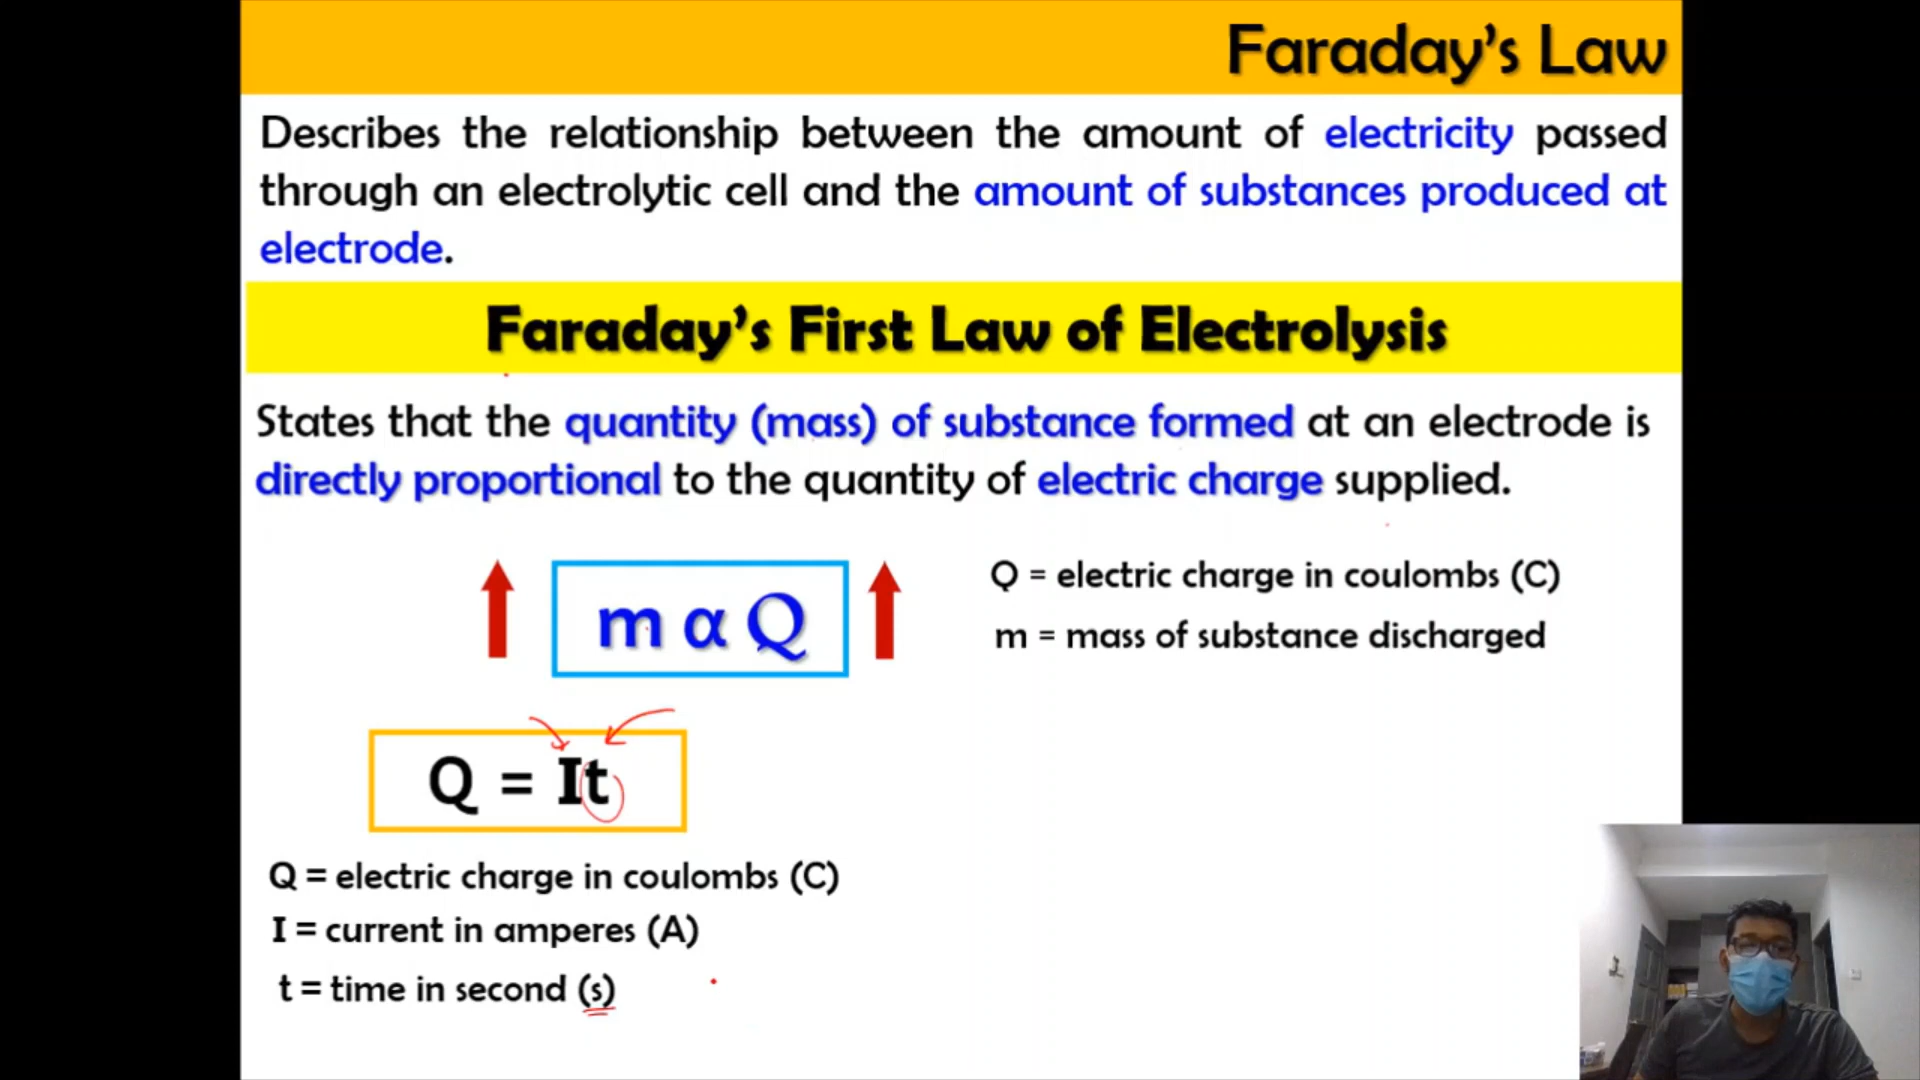 Faraday's Law
Describes the relationship between the amount of electricity passed
through an electrolytic cell and the amount of substances produced at
electrode.
Faraday's First Law of Electrolysis
States that the quantity (mass) of substance formed at an electrode is
directly proportional to the quantity of electric charge supplied.
m α Q
Q = electric charge in coulombs (C)
m = mass of substance discharged
Q = It
Q = electric charge in coulombs (C)
I = current in amperes (A)
t = time in second (s)